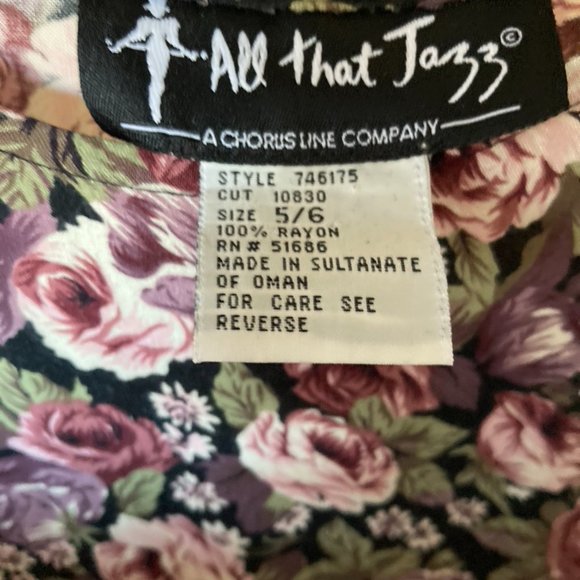 All that Jazz©
A CHORUS LINE COMPANY
STYLE 746175
CUT 10830
SIZE 5/6
100% RAYON
RN# 51686
MADE IN SULTANATE
OF OMAN
FOR CARE SEE
REVERSE